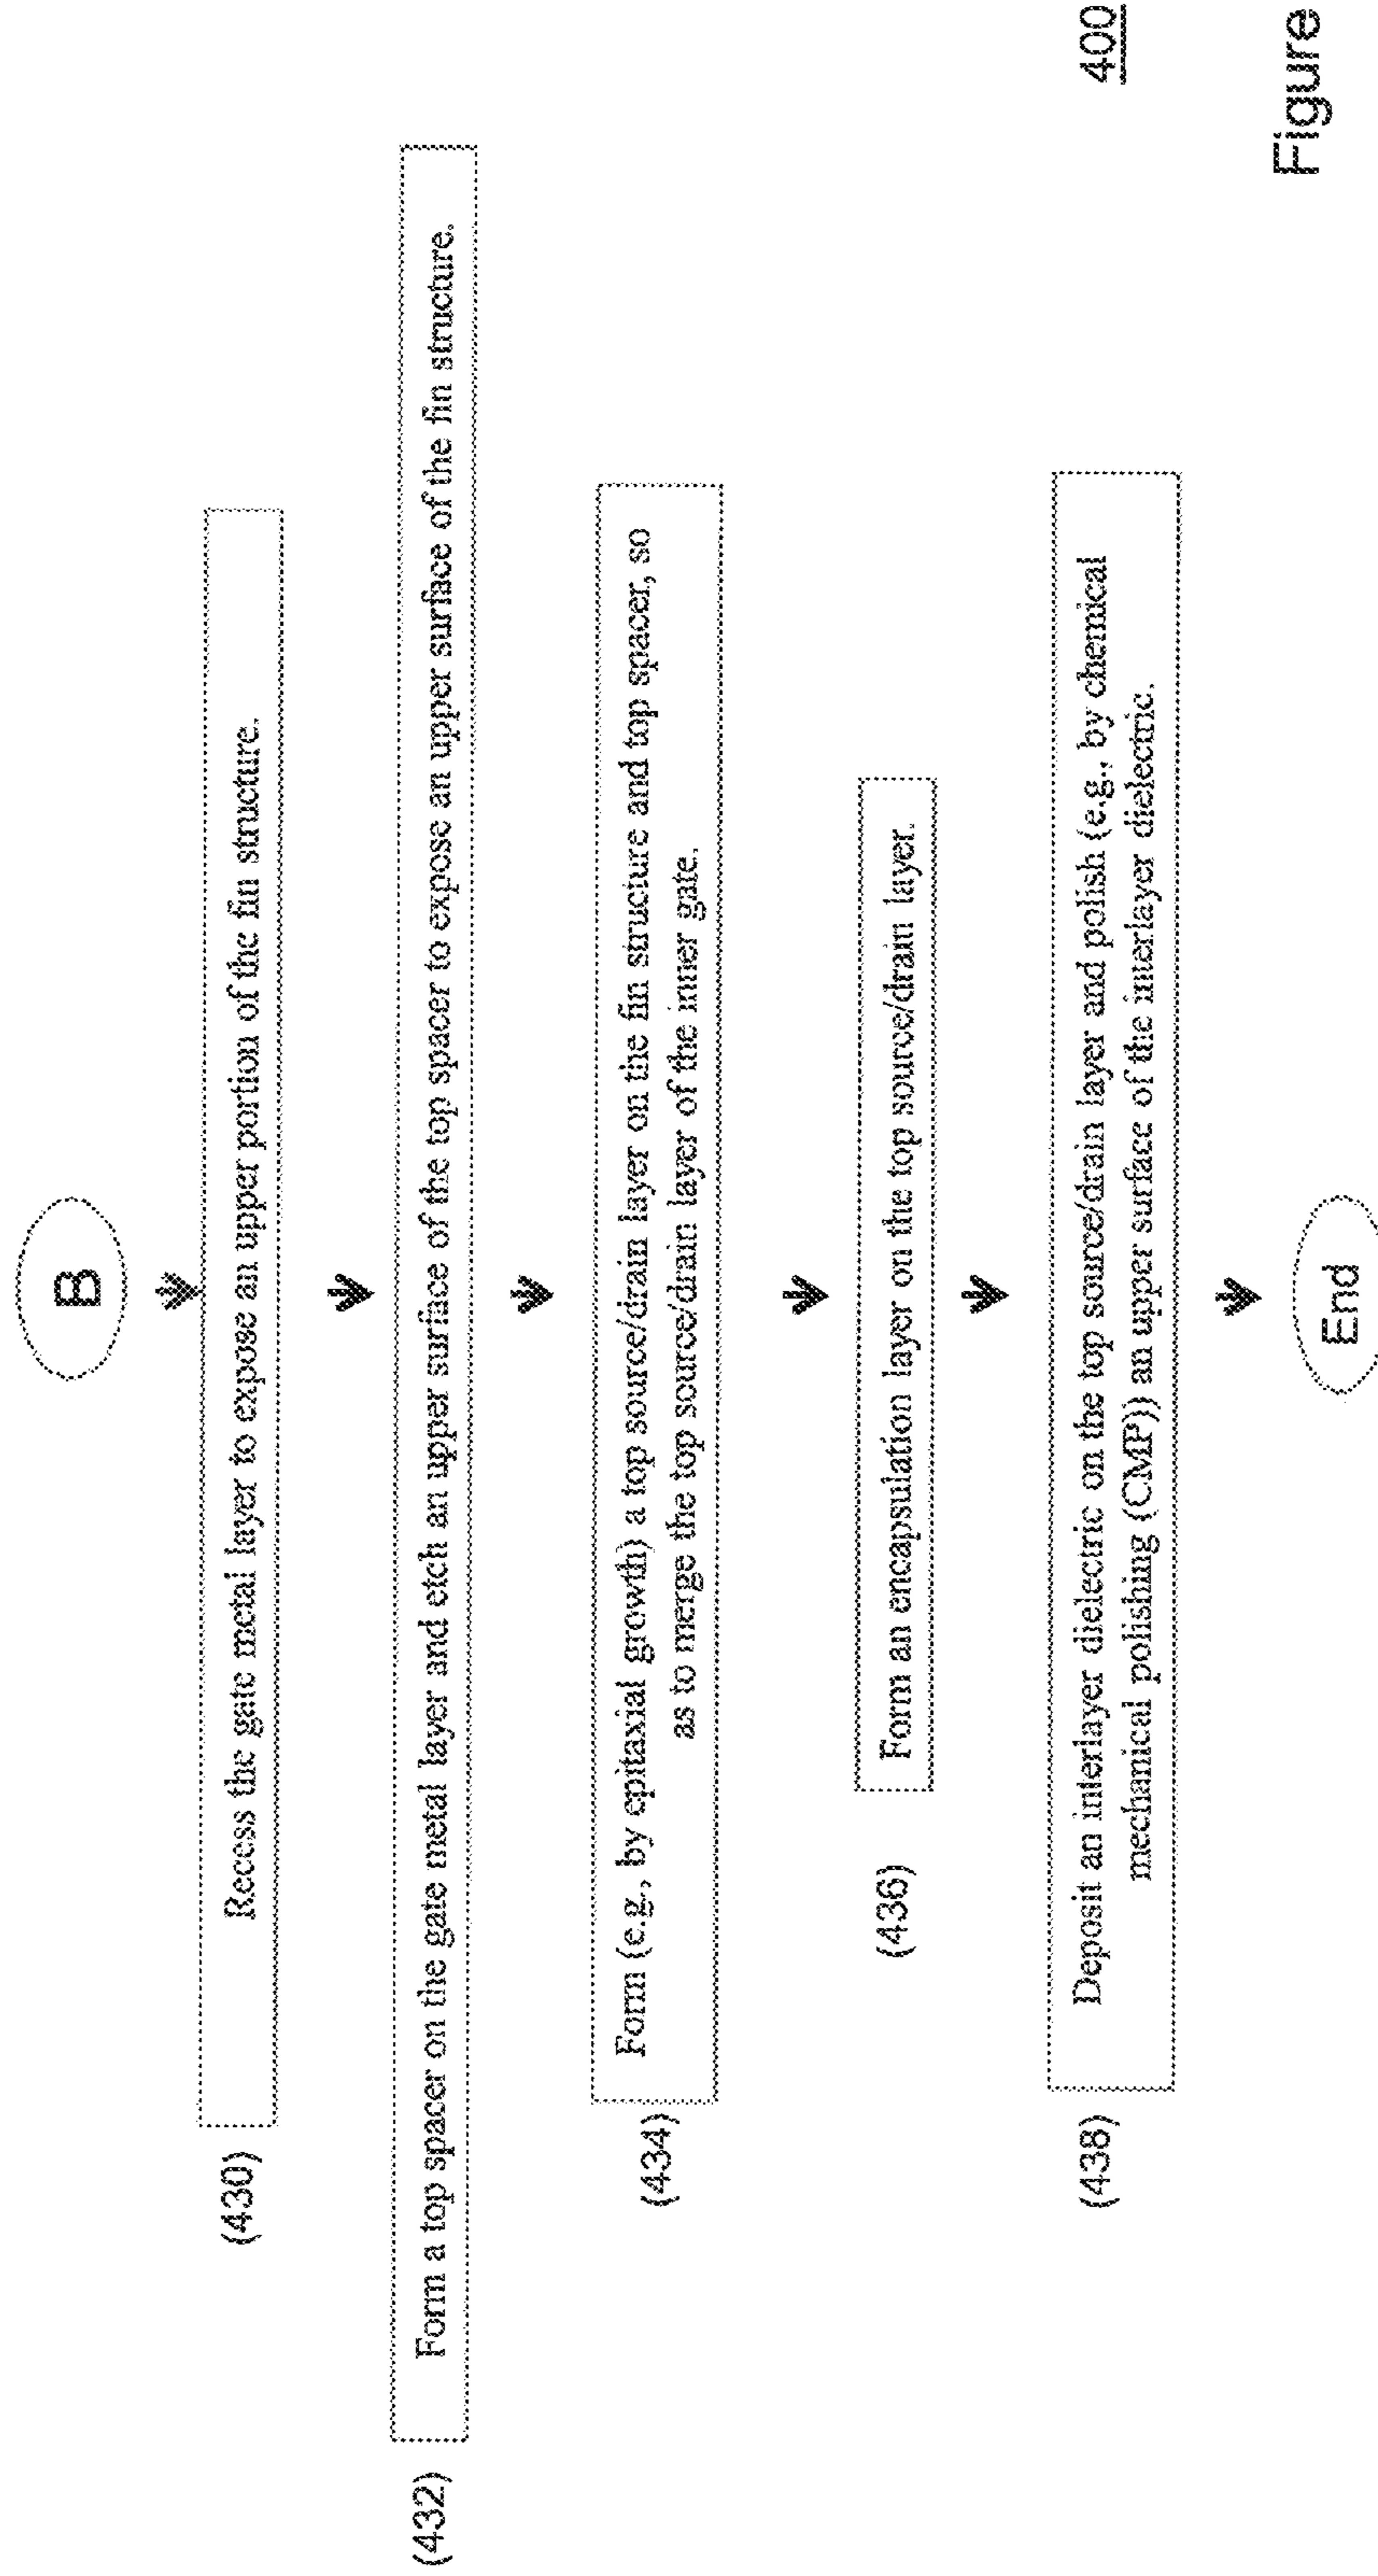 B
(430)
Recess the gate metal layer to expose an upper portion of the fin structure.
(432)
Form a top spacer on the gate metal layer and etch an upper surface of the top spacer to expose an upper surface of the fin structure.
(434)
Form (e.g., by epitaxial growth) a top source/drain layer on the fin structure and top spacer, so
as to merge the top source/drain layer of the inner gate.
(436)
Form an encapsulation layer on the top source/drain layer.
(438)
Deposit an interlayer dielectric on the top source/drain layer and polish (e.g., by chemical
mechanical polishing (CMP)) an upper surface of the interlayer dielectric.
End
400
Figure